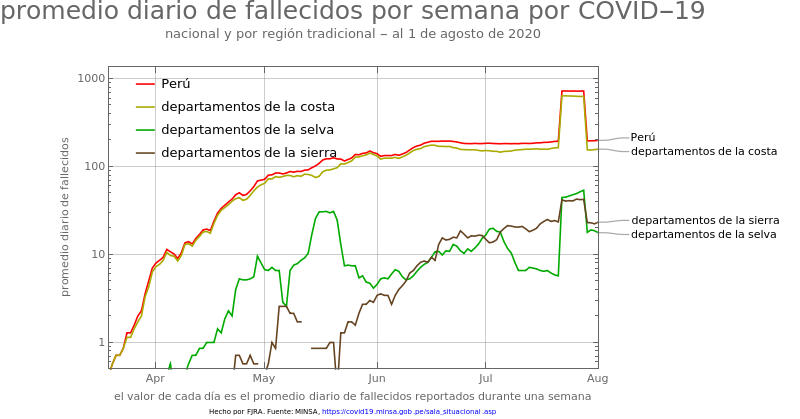 promedio diario de fallecidos por semana por COVID−19
nacional y por región tradicional − al 1 de agosto de 2020
promedio diario de fallecidos
1000
100
10
1
Perú
departamentos de la costa
departamentos de la selva
departamentos de la sierra
Perú
departamentos de la costa
departamentos de la sierra
departamentos de la selva
Apr
May
Jun
Jul
Aug
el valor de cada día es el promedio diario de fallecidos reportados durante una semana
Hecho por FJRA. Fuente: MINSA, https://covid19.minsa.gob.pe/sala_situacional.asp